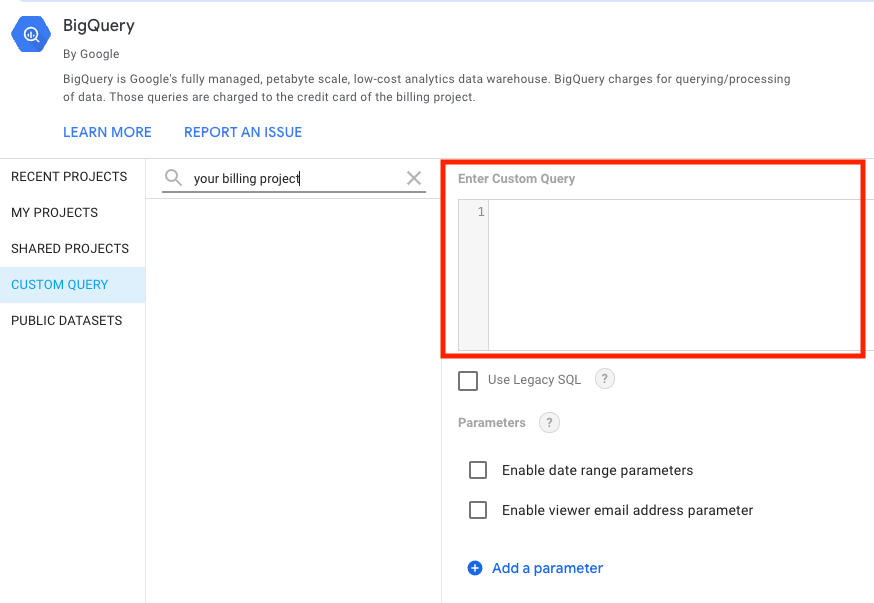 BigQuery
By Google
BigQuery is Google's fully managed, petabyte scale, low-cost analytics data warehouse. BigQuery charges for querying/processing
of data. Those queries are charged to the credit card of the billing project.
LEARN MORE REPORT AN ISSUE
RECENT PROJECTS
MY PROJECTS
SHARED PROJECTS
CUSTOM QUERY
PUBLIC DATASETS
your billing project
Enter Custom Query
1
Use Legacy SQL ?
Parameters ?
Enable date range parameters
Enable viewer email address parameter
Add a parameter